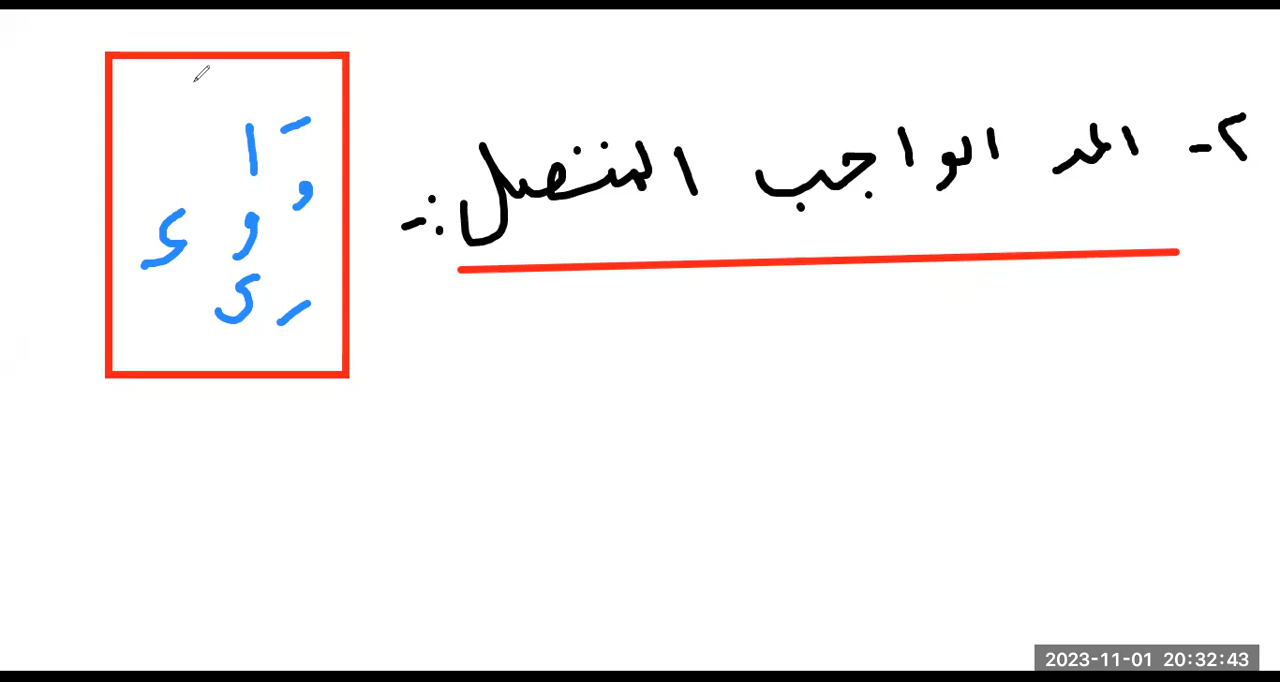 ٢- المد الواجب المتصل :-
َ ا
ُ و ء
ِ ى
2023-11-01 20:32:43